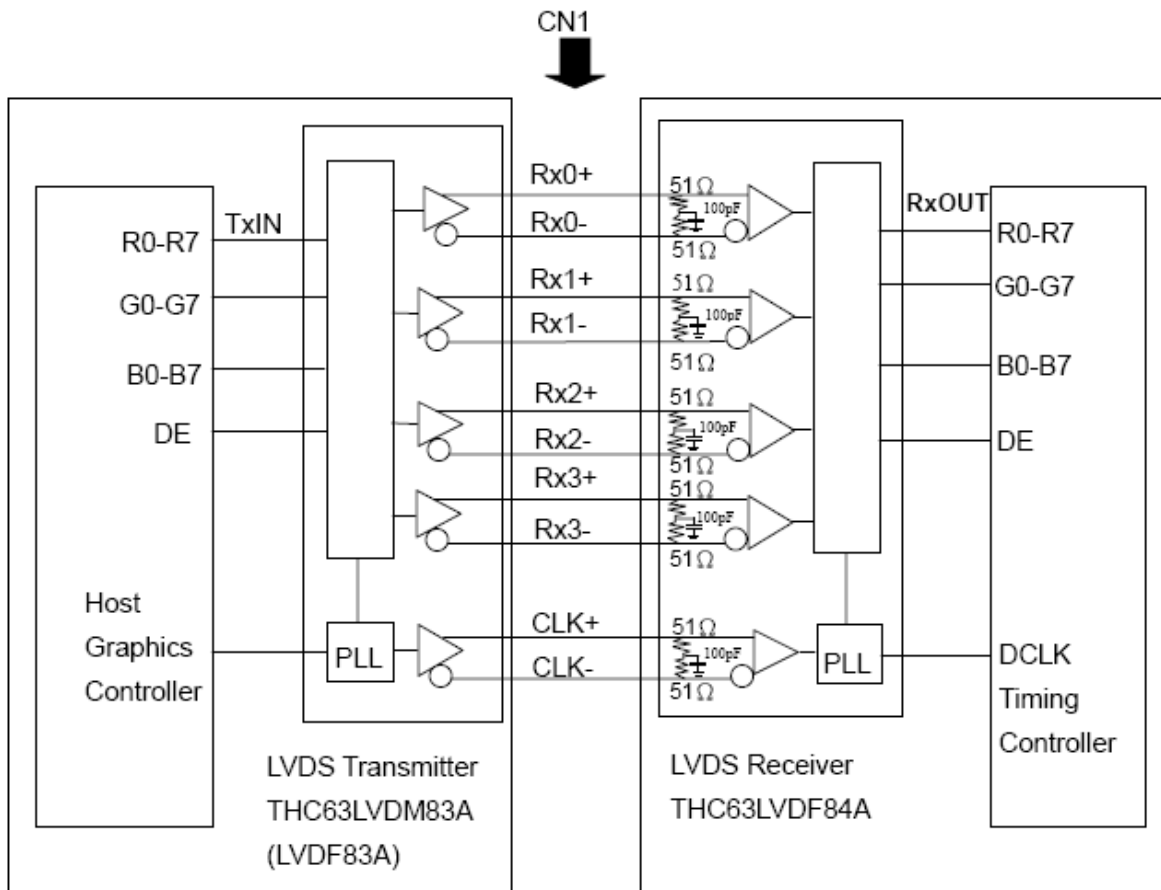 CN1
R0-R7
G0-G7
B0-B7
DE
Host
Graphics
Controller
TxIN
PLL
LVDS Transmitter
THC63LVDM83A
(LVDF83A)
Rx0+
Rx0-
Rx1+
Rx1-
Rx2+
Rx2-
Rx3+
Rx3-
CLK+
CLK-
51Ω
100pF
51Ω
51Ω
100pF
51Ω
51Ω
100pF
51Ω
51Ω
100pF
51Ω
51Ω
100pF
51Ω
PLL
LVDS Receiver
THC63LVDF84A
RxOUT
R0-R7
G0-G7
B0-B7
DE
DCLK
Timing
Controller